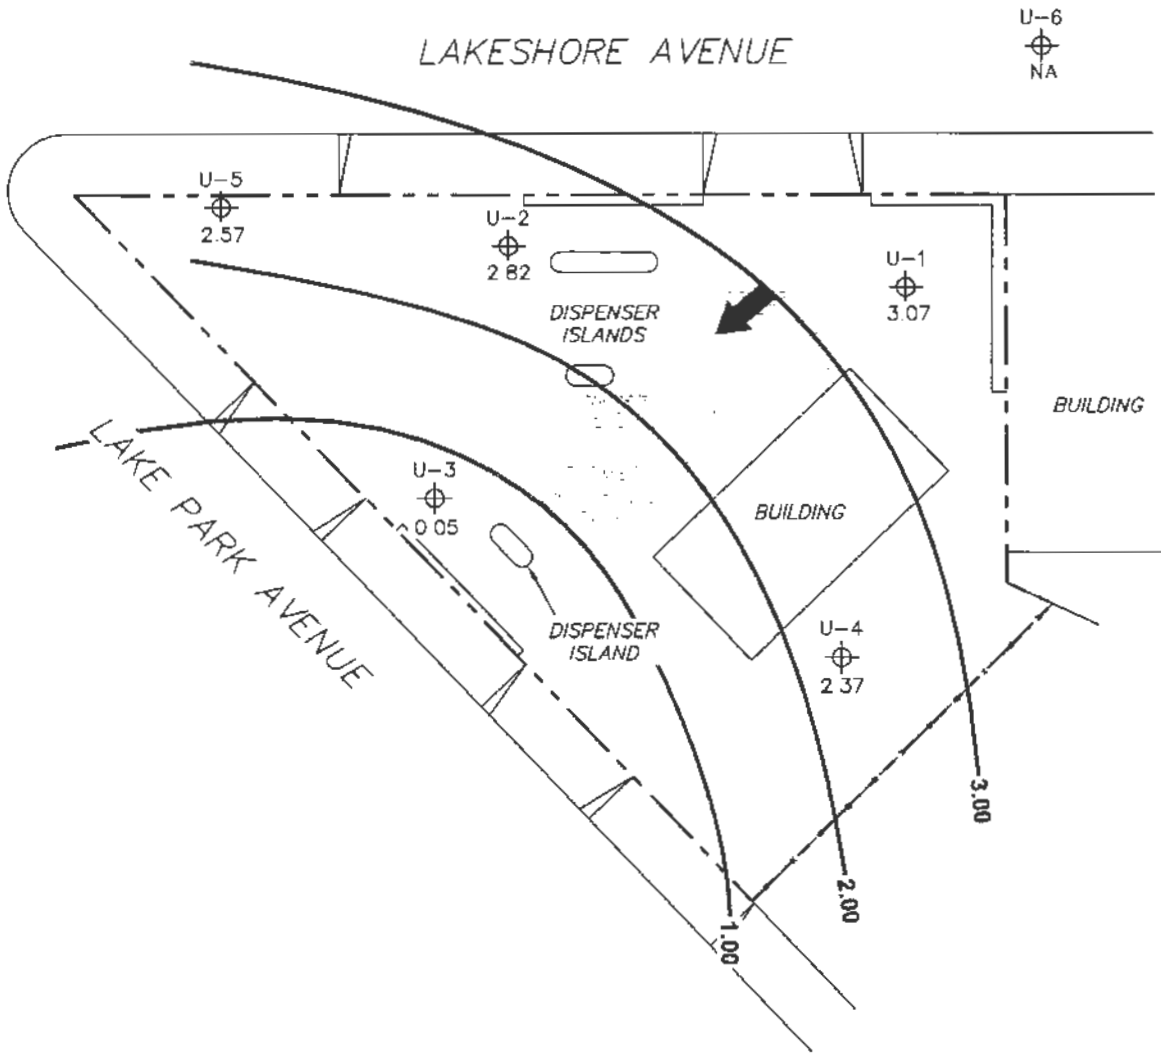 U-6
NA
LAKESHORE AVENUE
U-5
2.57
U-2
2 82
U-1
3.07
DISPENSER
ISLANDS
BUILDING
LAKE PARK AVENUE
U-3
0 05
BUILDING
DISPENSER
ISLAND
U-4
2 37
3.00
2.00
1.00